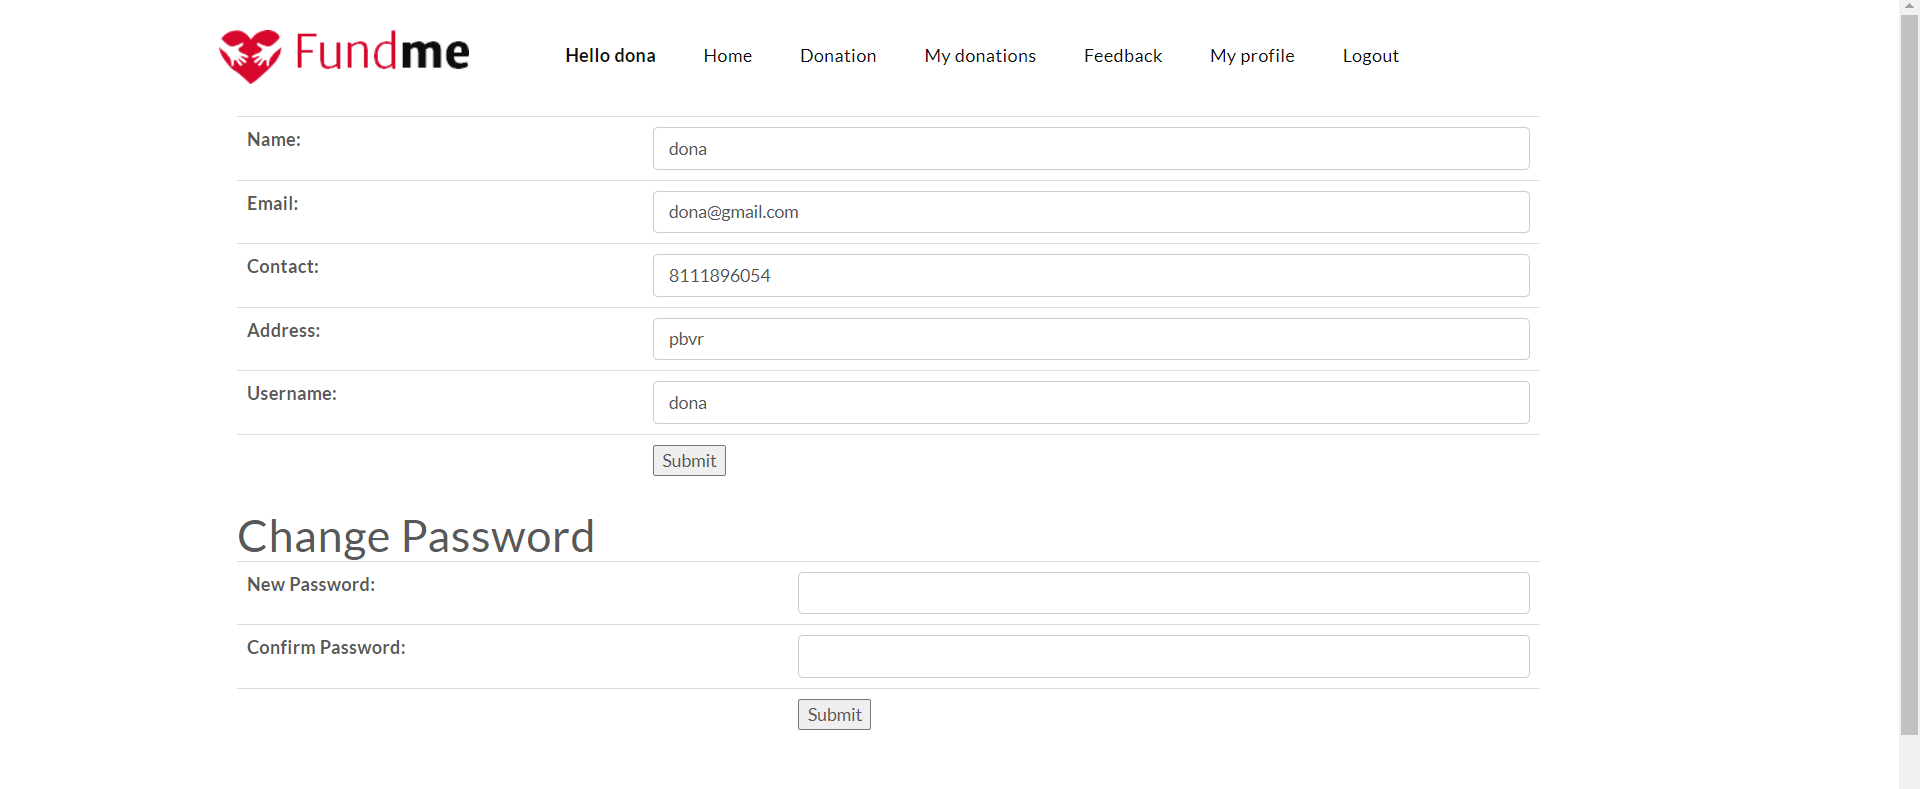 Fundme
Hello dona Home Donation My donations Feedback My profile Logout
Name: dona
Email: dona@gmail.com
Contact: 8111896054
Address: pbvr
Username: dona
Submit
Change Password
New Password:
Confirm Password:
Submit